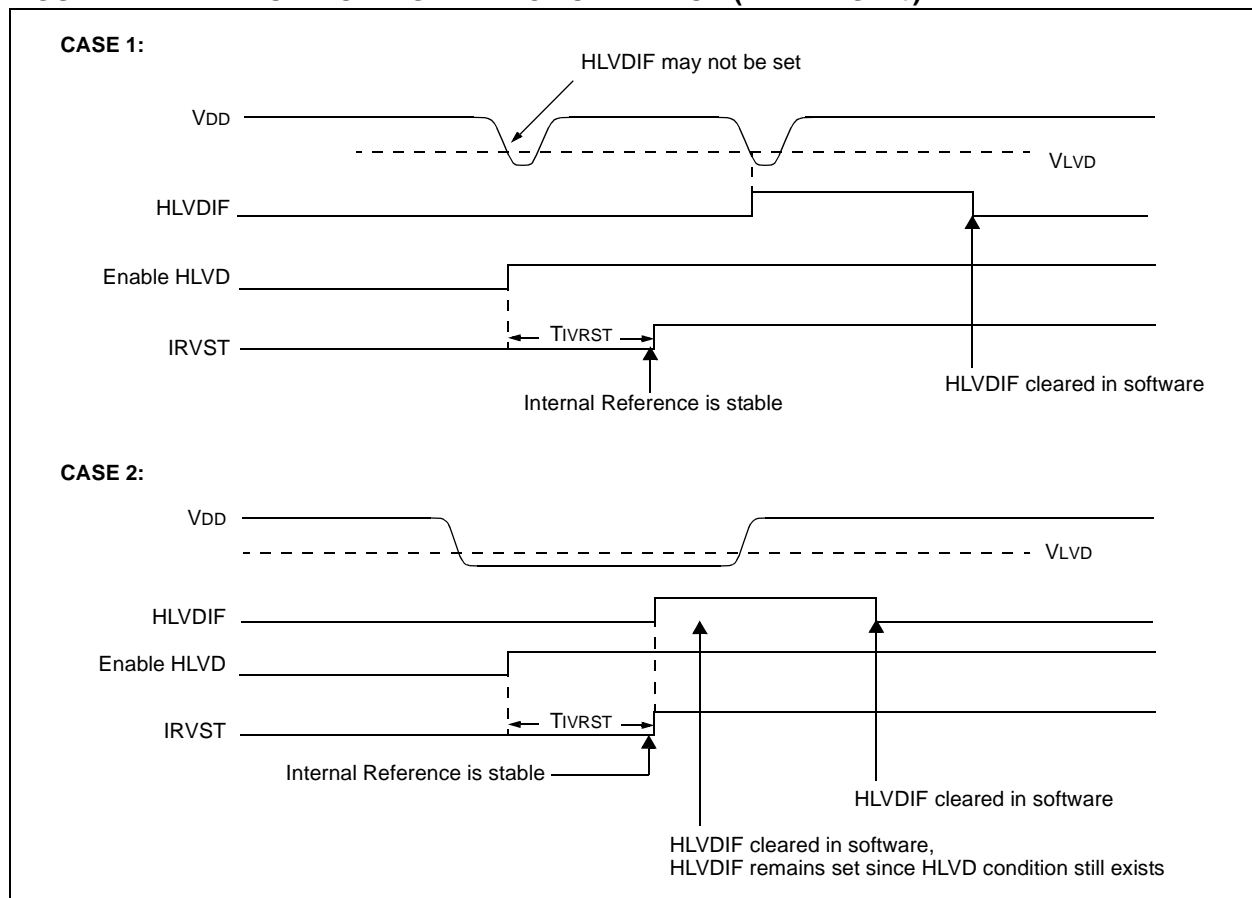 CASE 1:
HLVDIF may not be set
VDD
VLVD
HLVDIF
Enable HLVD
TIVRST
IRVST
HLVDIF cleared in software
Internal Reference is stable
CASE 2:
VDD
VLVD
HLVDIF
Enable HLVD
TIVRST
IRVST
Internal Reference is stable
HLVDIF cleared in software
HLVDIF cleared in software,
HLVDIF remains set since HLVD condition still exists